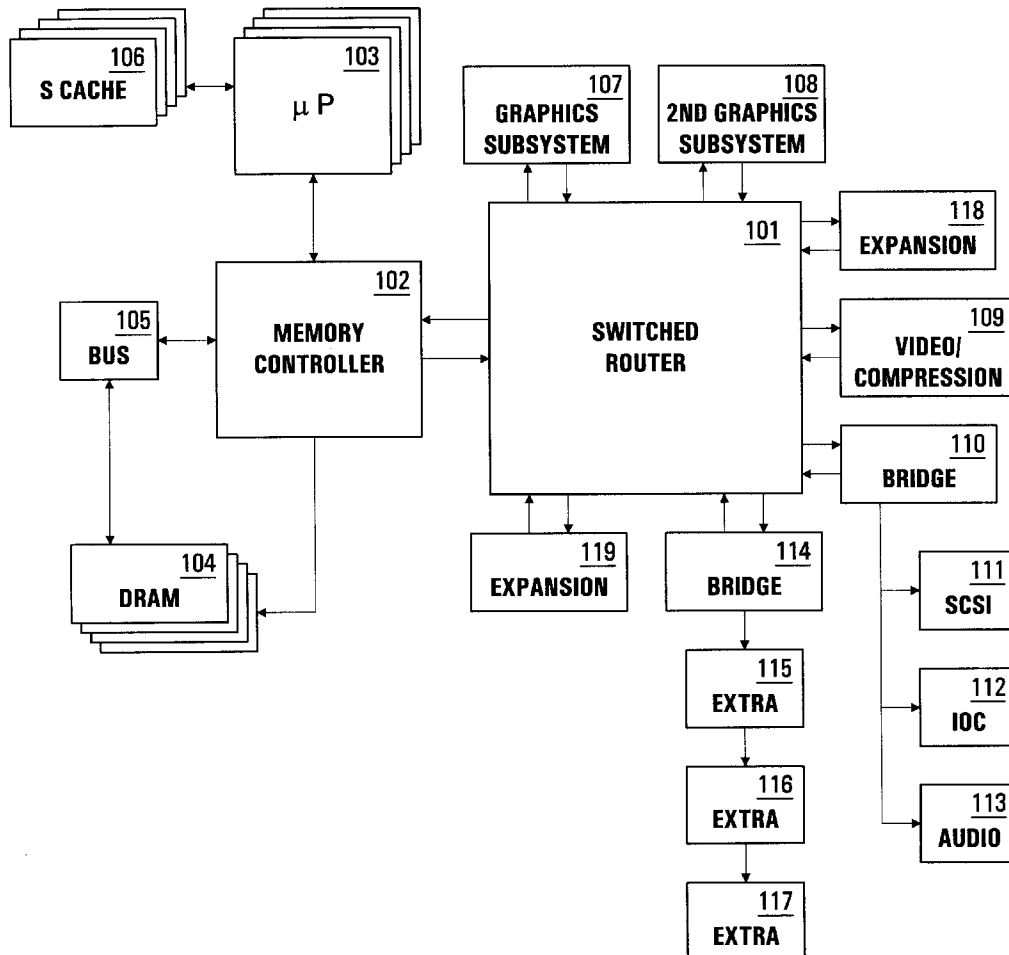 106
S CACHE
103
μ P
107
GRAPHICS
SUBSYSTEM
108
2ND GRAPHICS
SUBSYSTEM
101
SWITCHED
ROUTER
118
EXPANSION
102
MEMORY
CONTROLLER
105
BUS
109
VIDEO/
COMPRESSION
110
BRIDGE
104
DRAM
119
EXPANSION
114
BRIDGE
111
SCSI
115
EXTRA
112
IOC
116
EXTRA
113
AUDIO
117
EXTRA